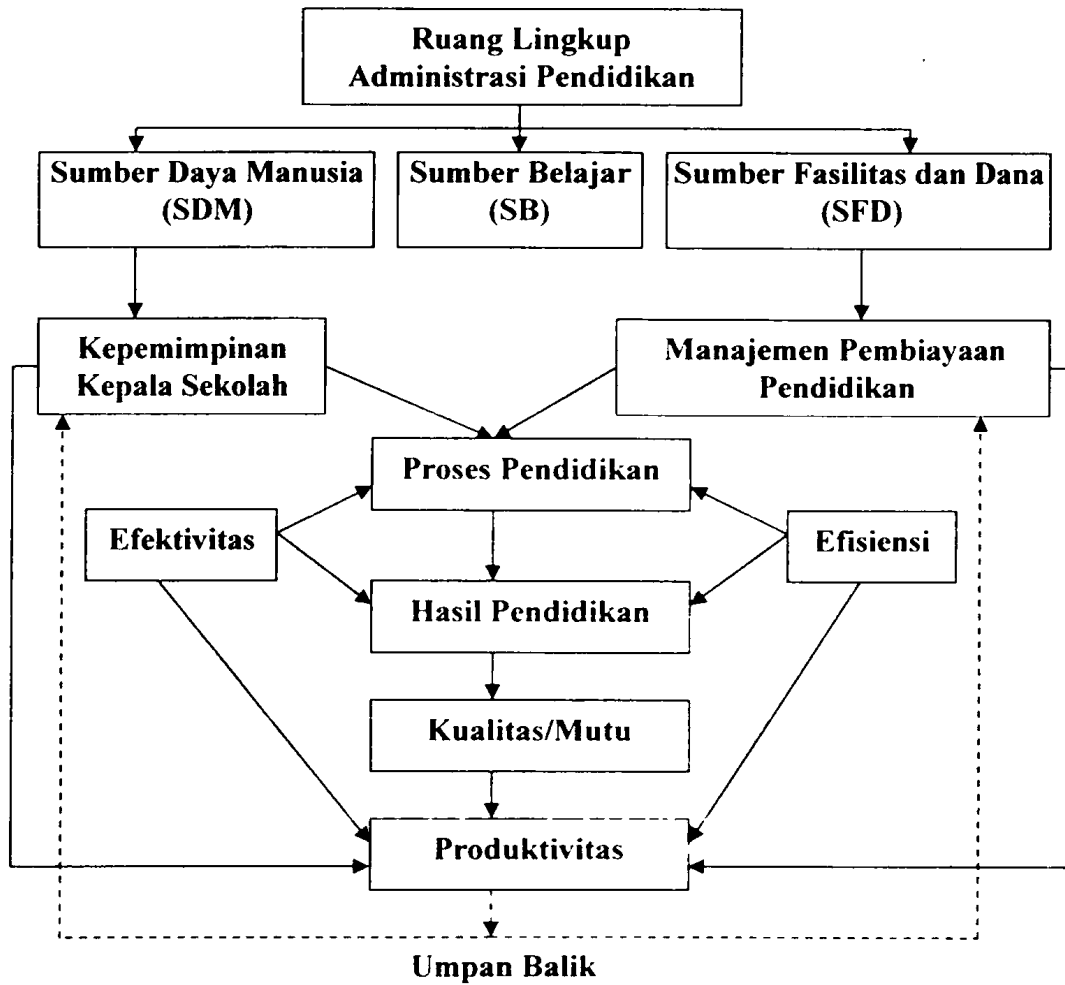 Ruang Lingkup
Administrasi Pendidikan
Sumber Daya Manusia
(SDM)
Sumber Belajar
(SB)
Sumber Fasilitas dan Dana
(SFD)
Kepemimpinan
Kepala Sekolah
Manajemen Pembiayaan
Pendidikan
Proses Pendidikan
Efektivitas
Efisiensi
Hasil Pendidikan
Kualitas/Mutu
Produktivitas
Umpan Balik